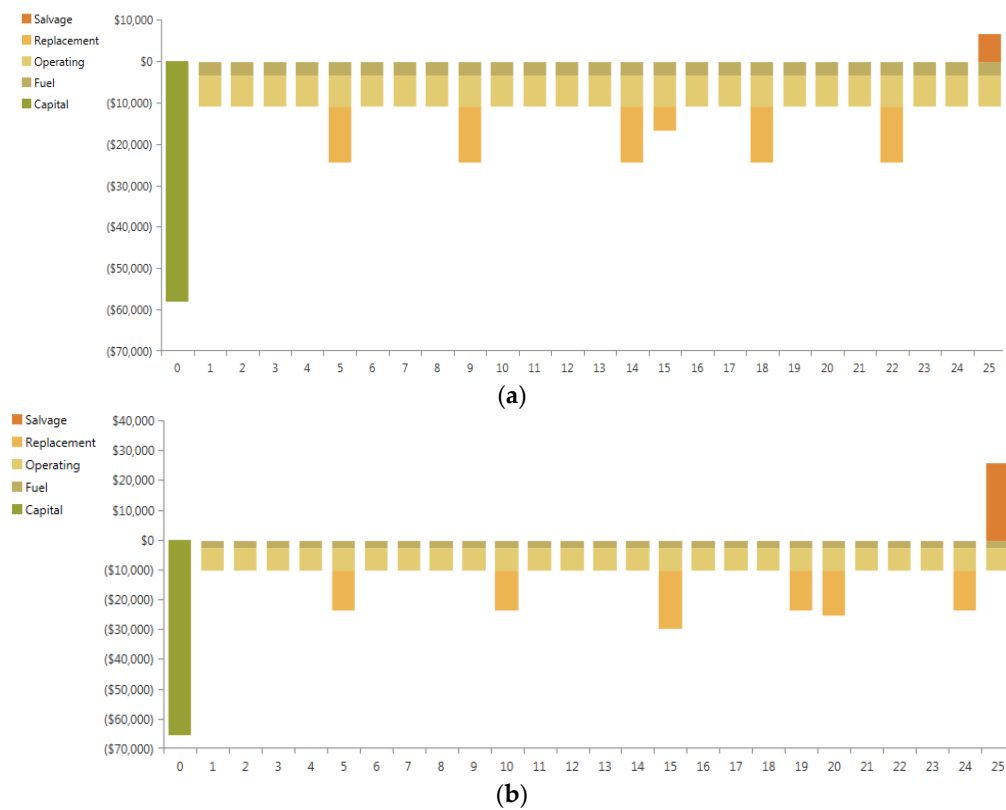 Salvage
Replacement
Operating
Fuel
Capital
$10,000
$0
($10,000)
($20,000)
($30,000)
($40,000)
($50,000)
($60,000)
($70,000)
0 1 2 3 4 5 6 7 8 9 10 11 12 13 14 15 16 17 18 19 20 21 22 23 24 25
(a)
Salvage
Replacement
Operating
Fuel
Capital
$40,000
$30,000
$20,000
$10,000
$0
($10,000)
($20,000)
($30,000)
($40,000)
($50,000)
($60,000)
($70,000)
0 1 2 3 4 5 6 7 8 9 10 11 12 13 14 15 16 17 18 19 20 21 22 23 24 25
(b)